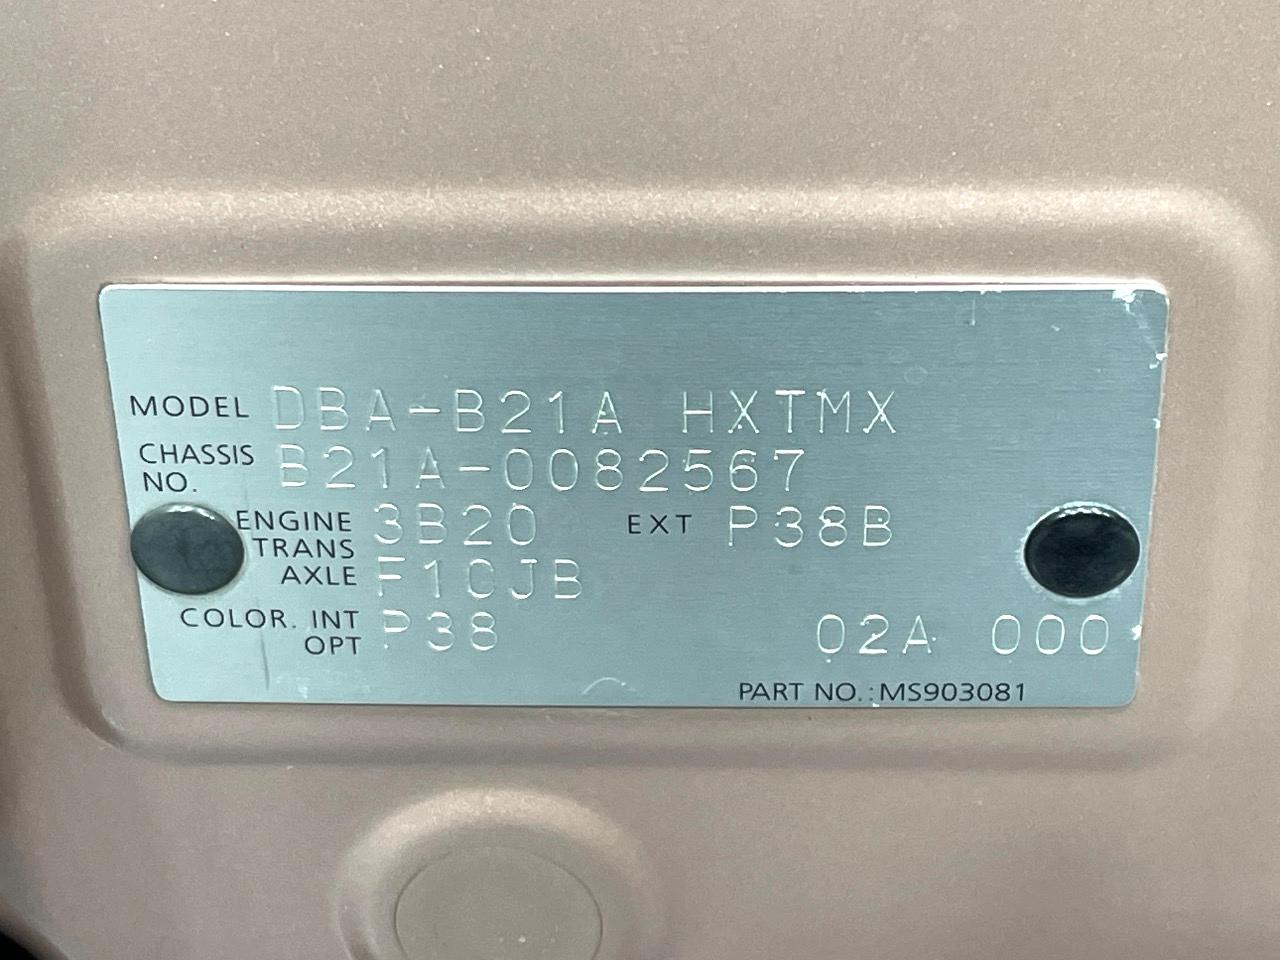 MODEL DBA-B21A HXTMX
CHASSIS NO. B21A-0082567
ENGINE 3B20 EXT P38B
TRANS AXLE F1CJB
COLOR. INT OPT P38 02A 000
PART NO.:MS903081